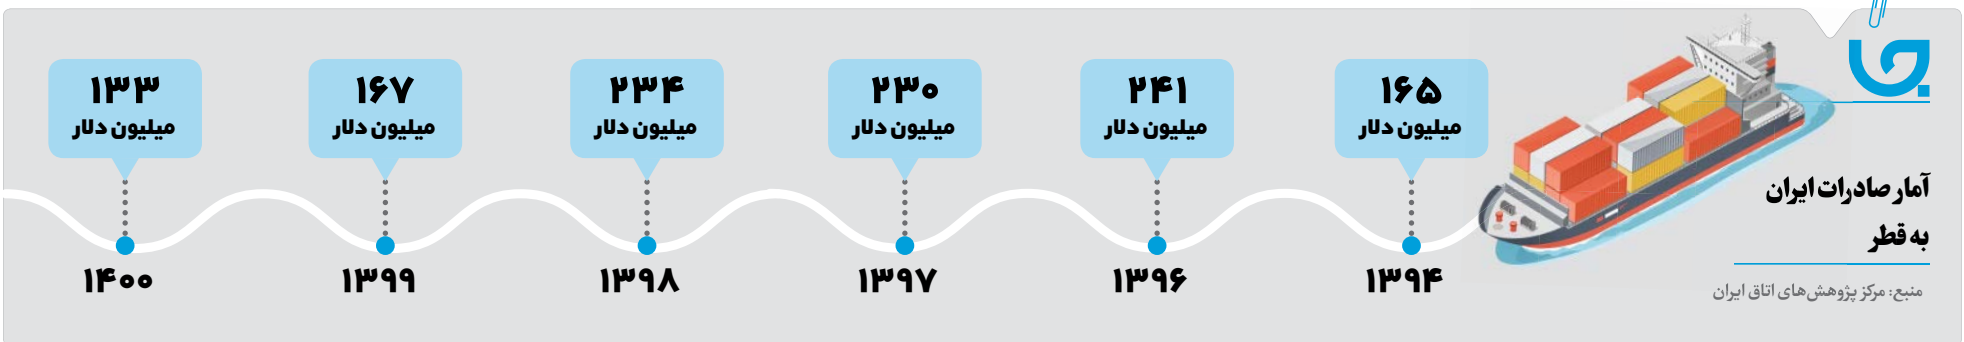 آمار صادرات ایران
به قطر
منبع: مرکز پژوهش‌های اتاق ایران
۱۶۵
میلیون دلار
۱۳۹۴
۲۴۱
میلیون دلار
۱۳۹۶
۲۳۰
میلیون دلار
۱۳۹۷
۲۳۴
میلیون دلار
۱۳۹۸
۱۶۷
میلیون دلار
۱۳۹۹
۱۳۳
میلیون دلار
۱۴۰۰